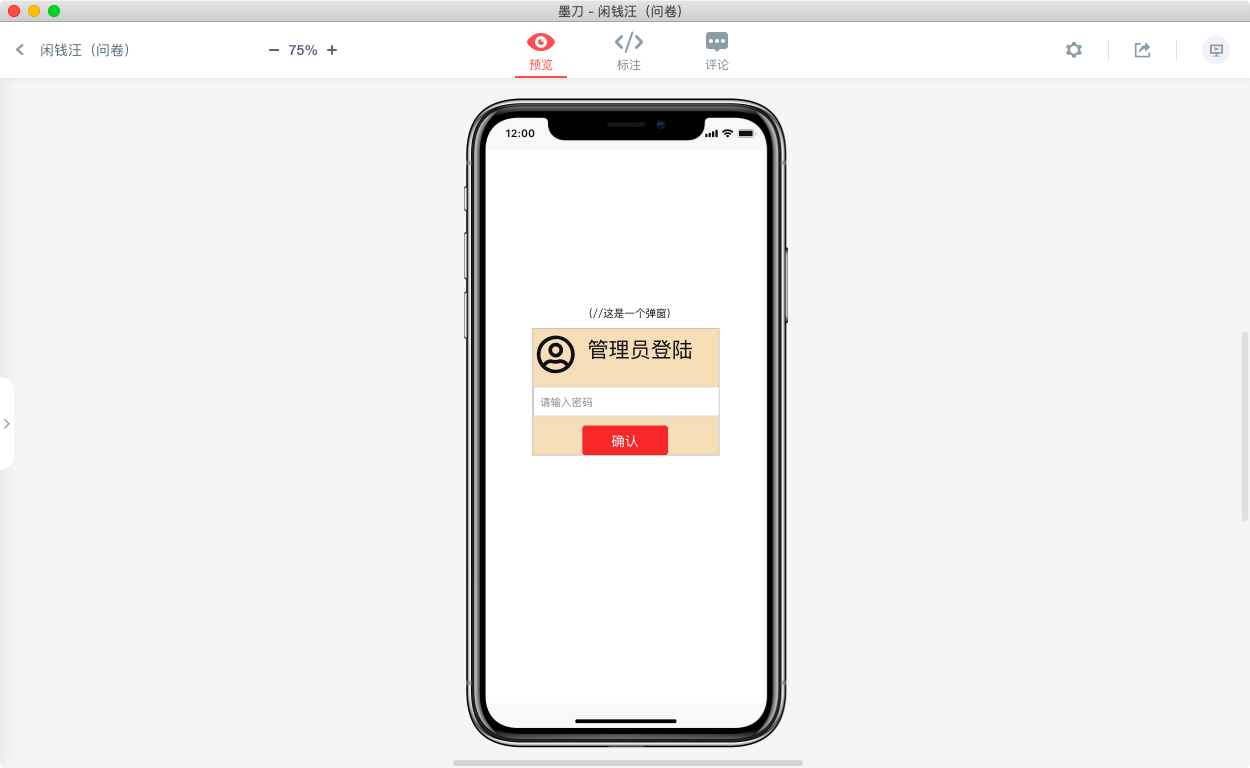 墨刀 - 闲钱汪（问卷）
闲钱汪（问卷）
75%
预览
标注
评论
12:00
(//这是一个弹窗)
管理员登陆
请输入密码
确认